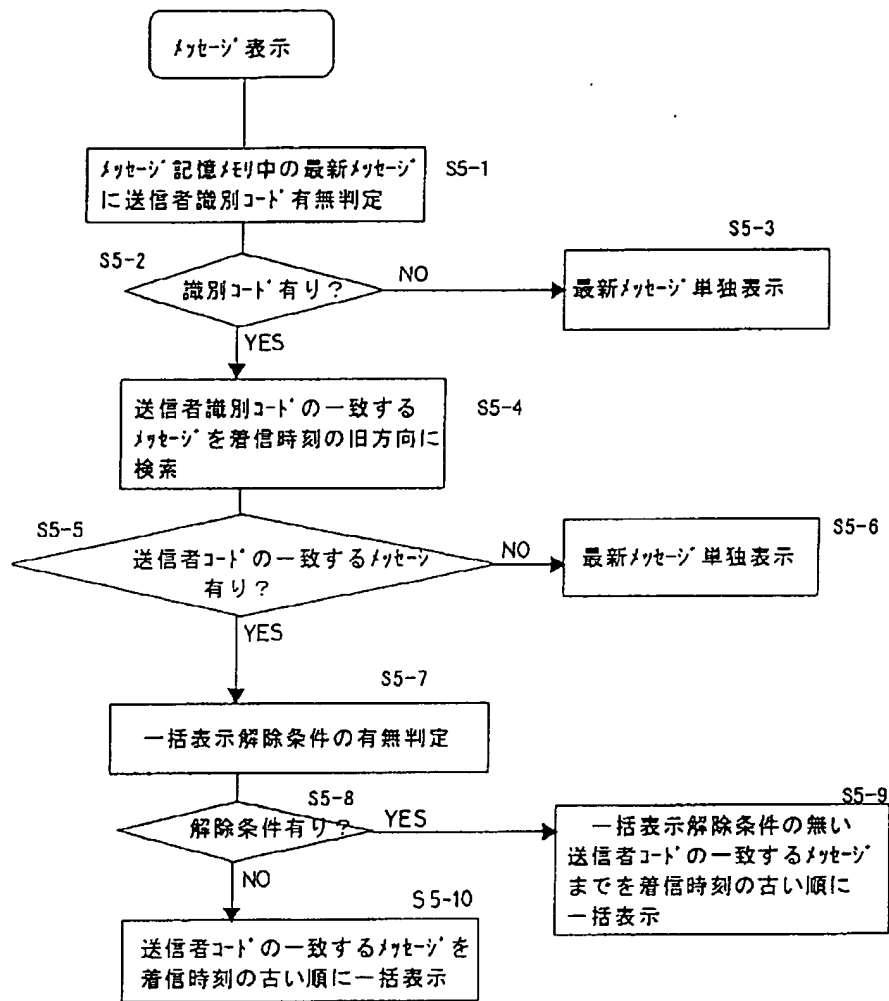 ﾒｯｾｰｼﾞ表示
ﾒｯｾｰｼﾞ記憶ﾒﾓﾘ中の最新ﾒｯｾｰｼﾞ
に送信者識別ｺｰﾄﾞ有無判定
S5-1
S5-2
識別ｺｰﾄﾞ有り？
NO
S5-3
最新ﾒｯｾｰｼﾞ単独表示
YES
送信者識別ｺｰﾄﾞの一致する
ﾒｯｾｰｼﾞを着信時刻の旧方向に
検索
S5-4
S5-5
送信者ｺｰﾄﾞの一致するﾒｯｾｰｼﾞ
有り？
NO
S5-6
最新ﾒｯｾｰｼﾞ単独表示
YES
S5-7
一括表示解除条件の有無判定
S5-8
解除条件有り？
YES
S5-9
一括表示解除条件の無い
送信者ｺｰﾄﾞの一致するﾒｯｾｰｼﾞ
までを着信時刻の古い順に
一括表示
NO
S5-10
送信者ｺｰﾄﾞの一致するﾒｯｾｰｼﾞを
着信時刻の古い順に一括表示